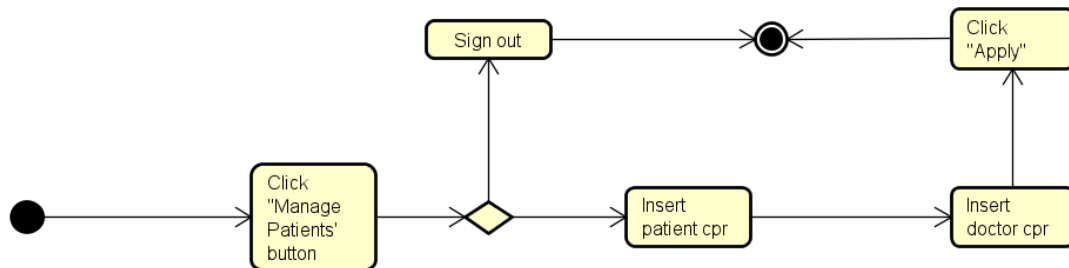 Sign out
Click
"Apply"
Click
"Manage
Patients'
button
Insert
patient cpr
Insert
doctor cpr